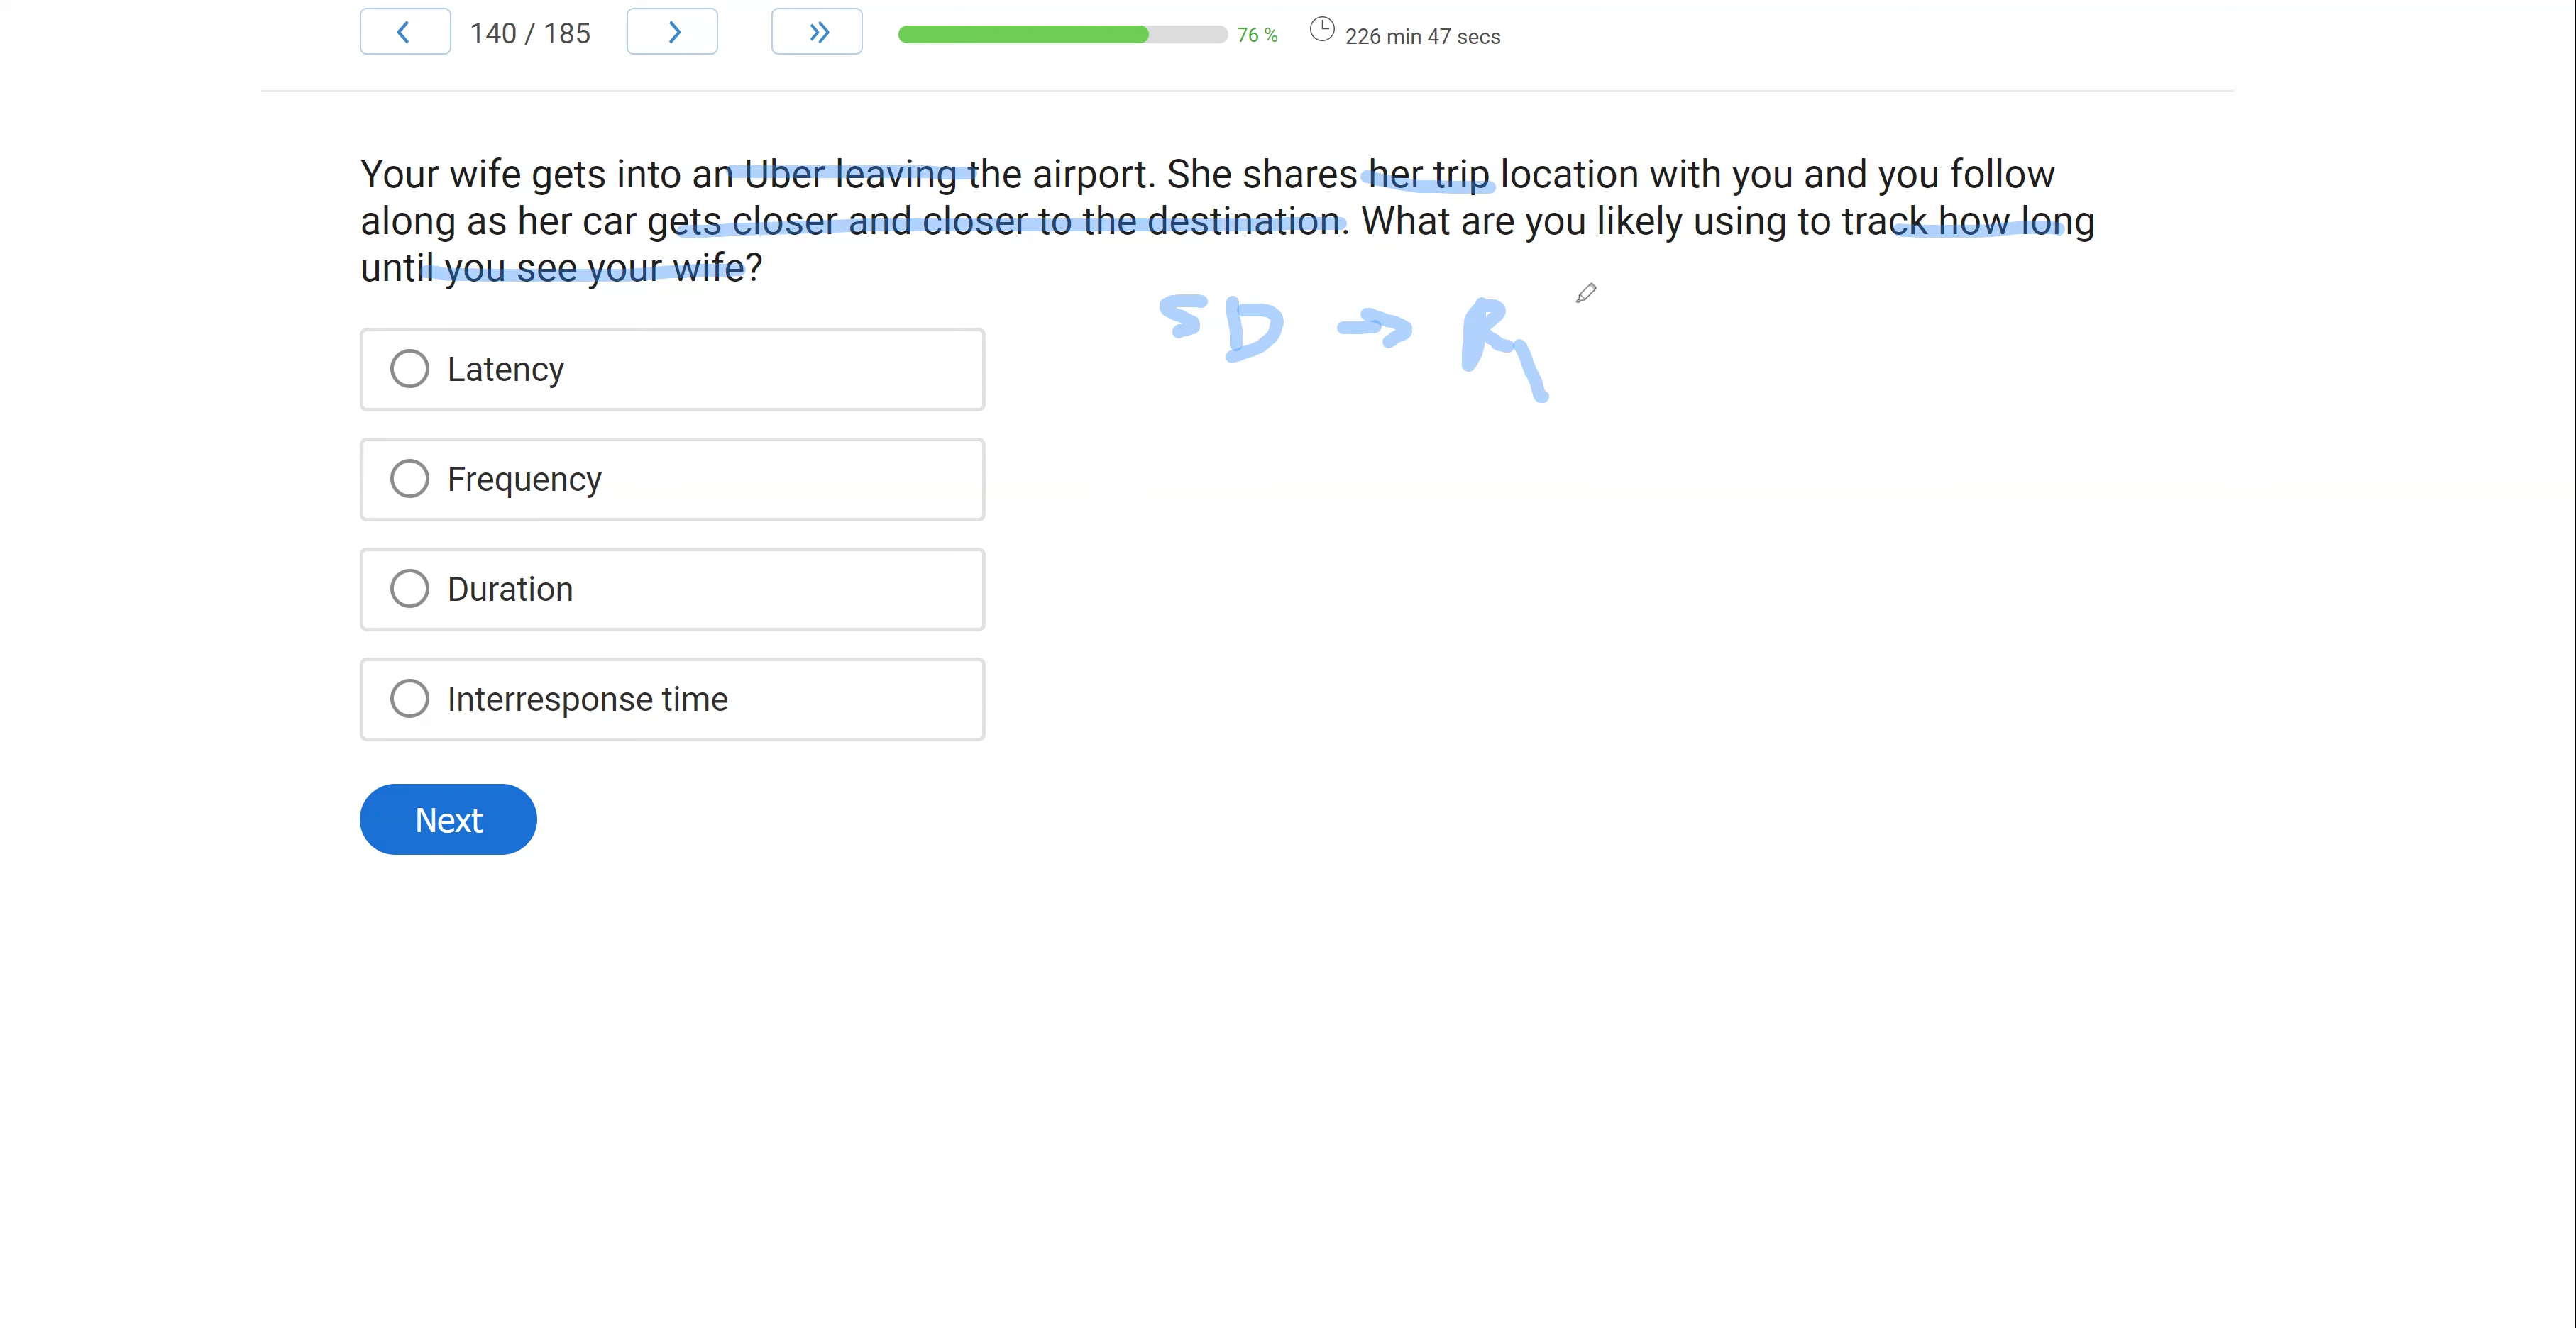 140 / 185 76 % 226 min 47 secs
Your wife gets into an Uber leaving the airport. She shares her trip location with you and you follow
along as her car gets closer and closer to the destination. What are you likely using to track how long
until you see your wife?
SD → R
Latency
Frequency
Duration
Interresponse time
Next